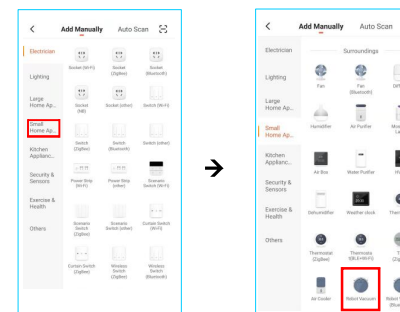 Add Manually Auto Scan
Electrician
Lighting
Large
Home Ap...
Small
Home Ap...
Kitchen
Applianc...
Security &
Sensors
Exercise &
Health
Others
Socket (Wi-Fi)
Socket
(ZigBee)
Socket
(Bluetooth)
Socket
(NB)
Socket (other)
Switch (Wi-Fi)
Switch
(ZigBee)
Switch
(Bluetooth)
Switch (other)
Power Strip
(Wi-Fi)
Power Strip
(other)
Scenario
Switch (Wi-Fi)
Scenario
Switch
(ZigBee)
Scenario
Switch (other)
Curtain Switch
(Wi-Fi)
Curtain Switch
(ZigBee)
Wireless
Switch
(ZigBee)
Wireless
Switch
(Bluetooth)
Add Manually Auto Scan
Electrician
Lighting
Large
Home Ap...
Small
Home Ap...
Kitchen
Applianc...
Security &
Sensors
Exercise &
Health
Others
Surroundings
Fan
Fan
(Bluetooth)
Humidifier
Air Purifier
Air Box
Water Purifier
Dehumidifier
Weather clock
Thermostat
(ZigBee)
Air Cooler
Robot Vacuum